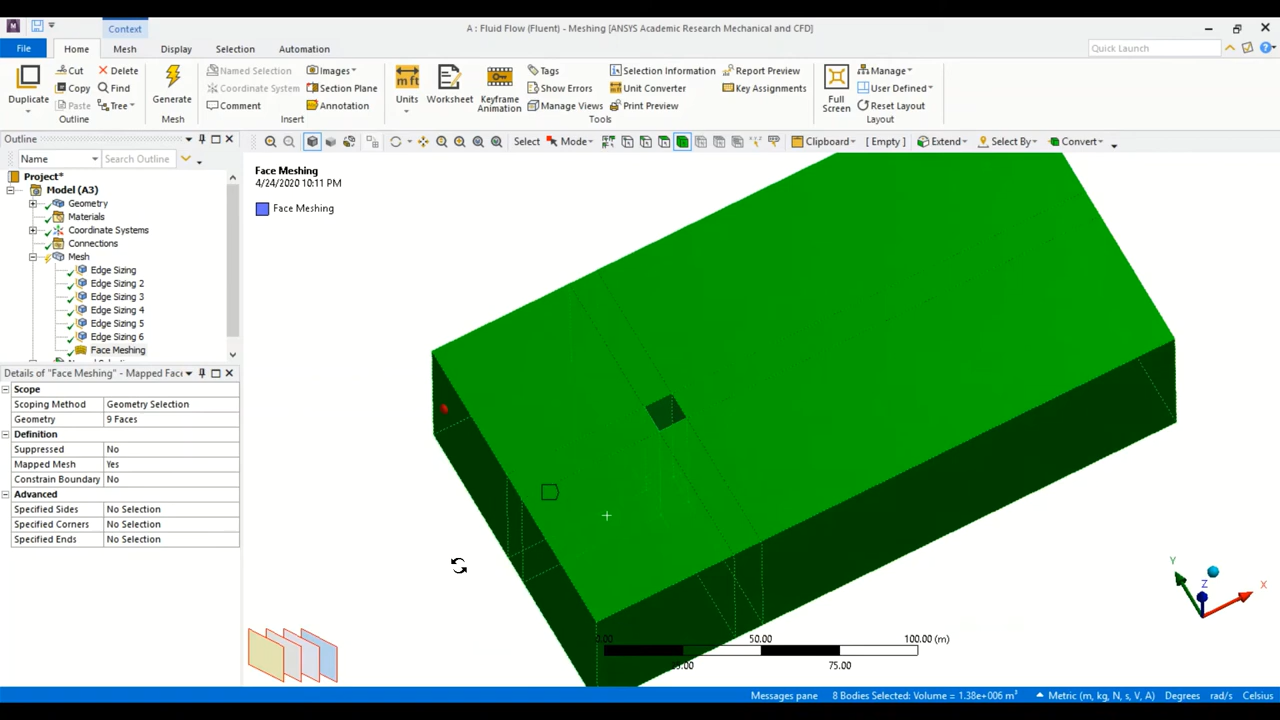 Context
A : Fluid Flow (Fluent) - Meshing [ANSYS Academic Research Mechanical and CFD]
File Home Mesh Display Selection Automation Quick Launch
Duplicate Cut Delete Copy Find Paste Tree Outline
Generate Mesh
Named Selection Images Coordinate System Section Plane Comment Annotation Insert
Units Worksheet Keyframe Animation Tags Selection Information Report Preview Show Errors Unit Converter Key Assignments Manage Views Print Preview Tools
Full Screen Manage User Defined Reset Layout Layout
Outline
Select Mode Clipboard [ Empty ] Extend Select By Convert
Name Search Outline
Project*
Model (A3)
Geometry
Materials
Coordinate Systems
Connections
Mesh
Edge Sizing
Edge Sizing 2
Edge Sizing 3
Edge Sizing 4
Edge Sizing 5
Edge Sizing 6
Face Meshing
Details of "Face Meshing" - Mapped Fac
Scope
Scoping Method Geometry Selection
Geometry 9 Faces
Definition
Suppressed No
Mapped Mesh Yes
Constrain Boundary No
Advanced
Specified Sides No Selection
Specified Corners No Selection
Specified Ends No Selection
Face Meshing
4/24/2020 10:11 PM
Face Meshing
Y
Z
X
0.00 50.00 100.00 (m)
75.00
Messages pane 8 Bodies Selected: Volume = 1.38e+006 m³ Metric (m, kg, N, s, V, A) Degrees rad/s Celsius